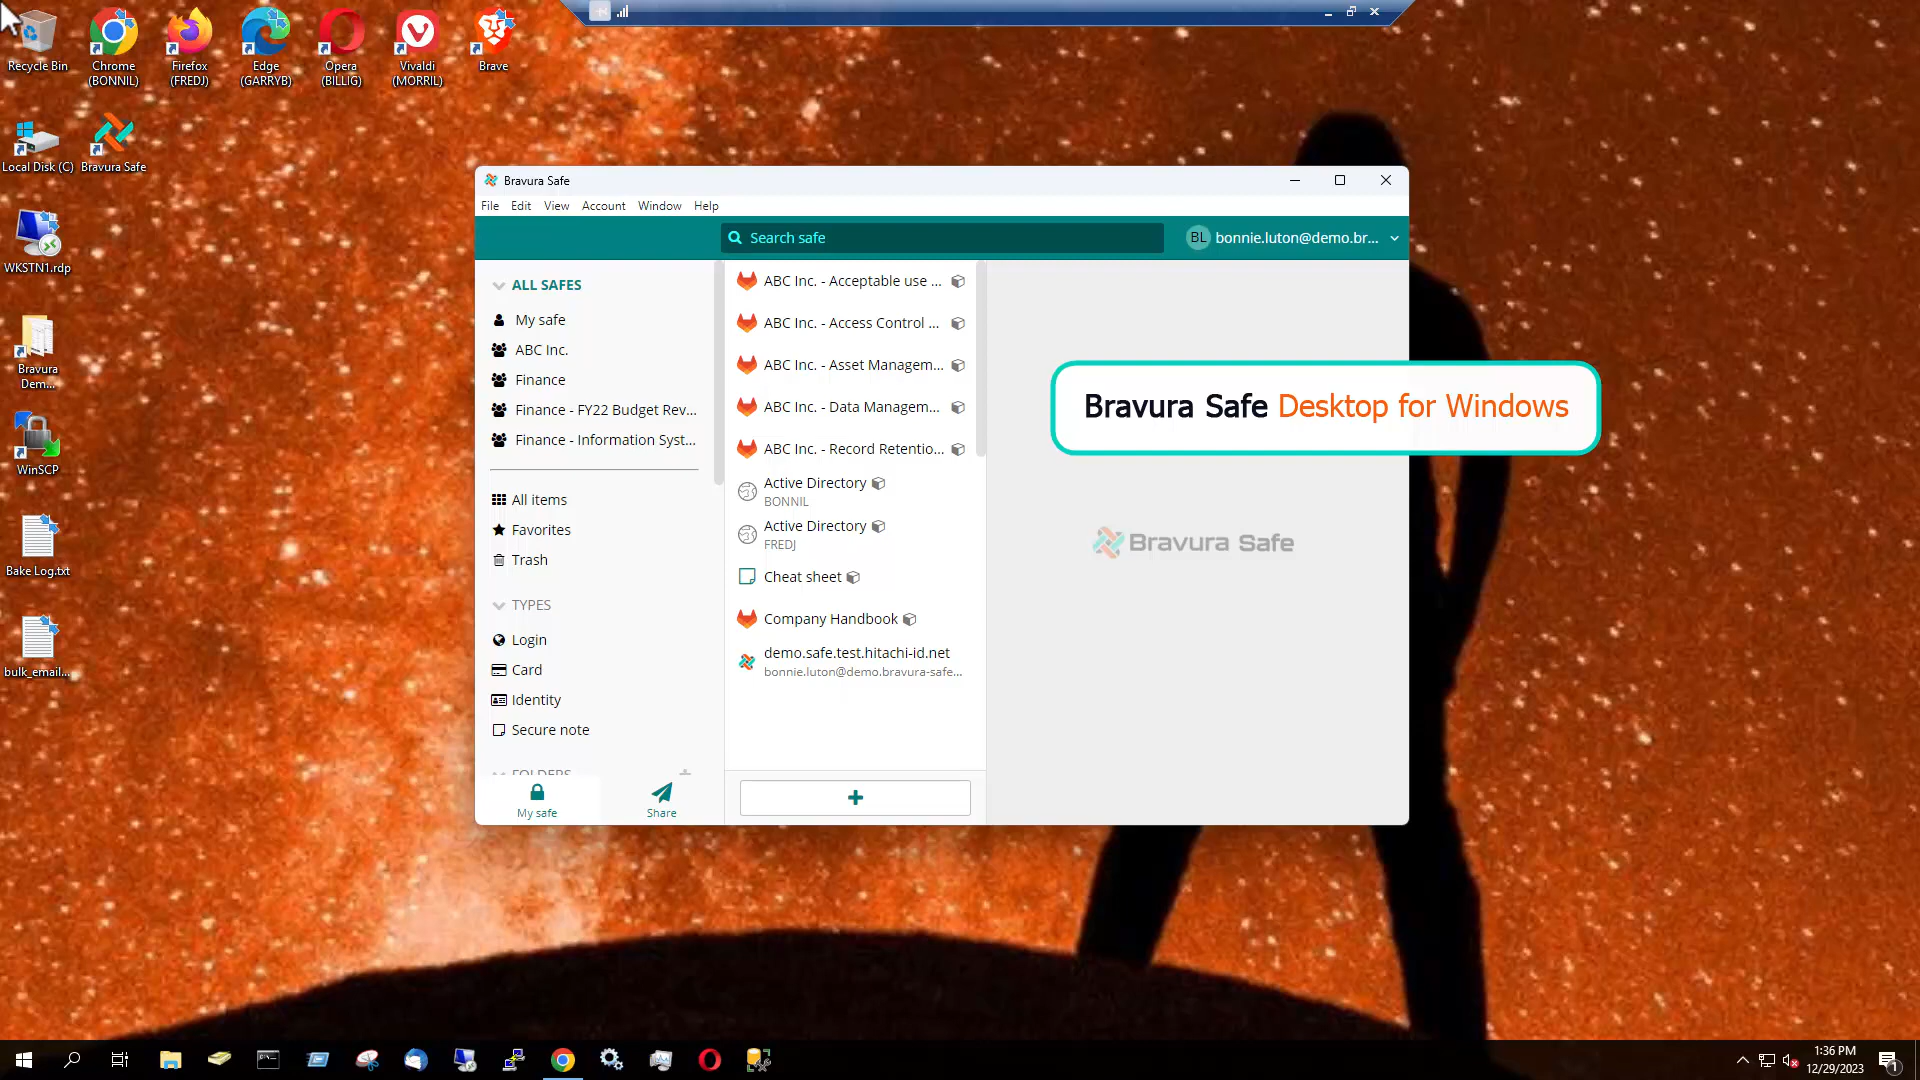 Recycle Bin
Chrome
(BONNIL)
Firefox
(FREDJ)
Edge
(GARRYB)
Opera
(BILLIG)
Vivaldi
(MORRIL)
Brave
Local Disk (C)
Bravura Safe
WKSTN1.rdp
Bravura
Dem...
WinSCP
Bake Log.txt
bulk_email...
Bravura Safe
File Edit View Account Window Help
Search safe
BL bonnie.luton@demo.br...
ALL SAFES
My safe
ABC Inc.
Finance
Finance - FY22 Budget Rev...
Finance - Information Syst...
All items
Favorites
Trash
TYPES
Login
Card
Identity
Secure note
FOLDERS
My safe
Share
ABC Inc. - Acceptable use ...
ABC Inc. - Access Control ...
ABC Inc. - Asset Managem...
ABC Inc. - Data Managem...
ABC Inc. - Record Retentio...
Active Directory
BONNIL
Active Directory
FREDJ
Cheat sheet
Company Handbook
demo.safe.test.hitachi-id.net
bonnie.luton@demo.bravura-safe...
Bravura Safe Desktop for Windows
Bravura Safe
1:36 PM
12/29/2023
1